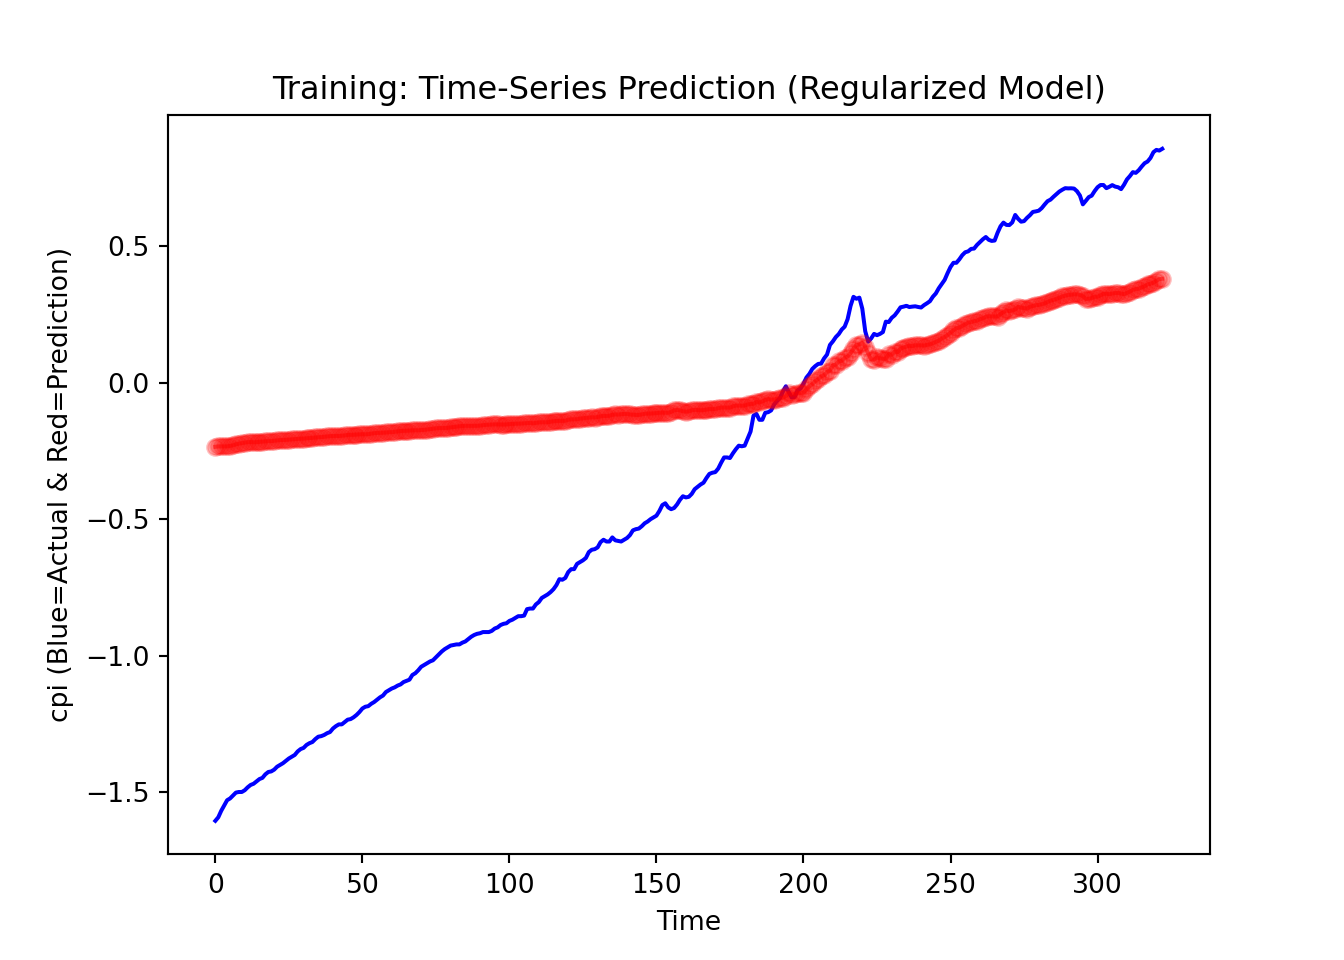 Training: Time-Series Prediction (Regularized Model)
cpi (Blue=Actual & Red=Prediction)
0.5
0.0
−0.5
−1.0
−1.5
0 50 100 150 200 250 300
Time